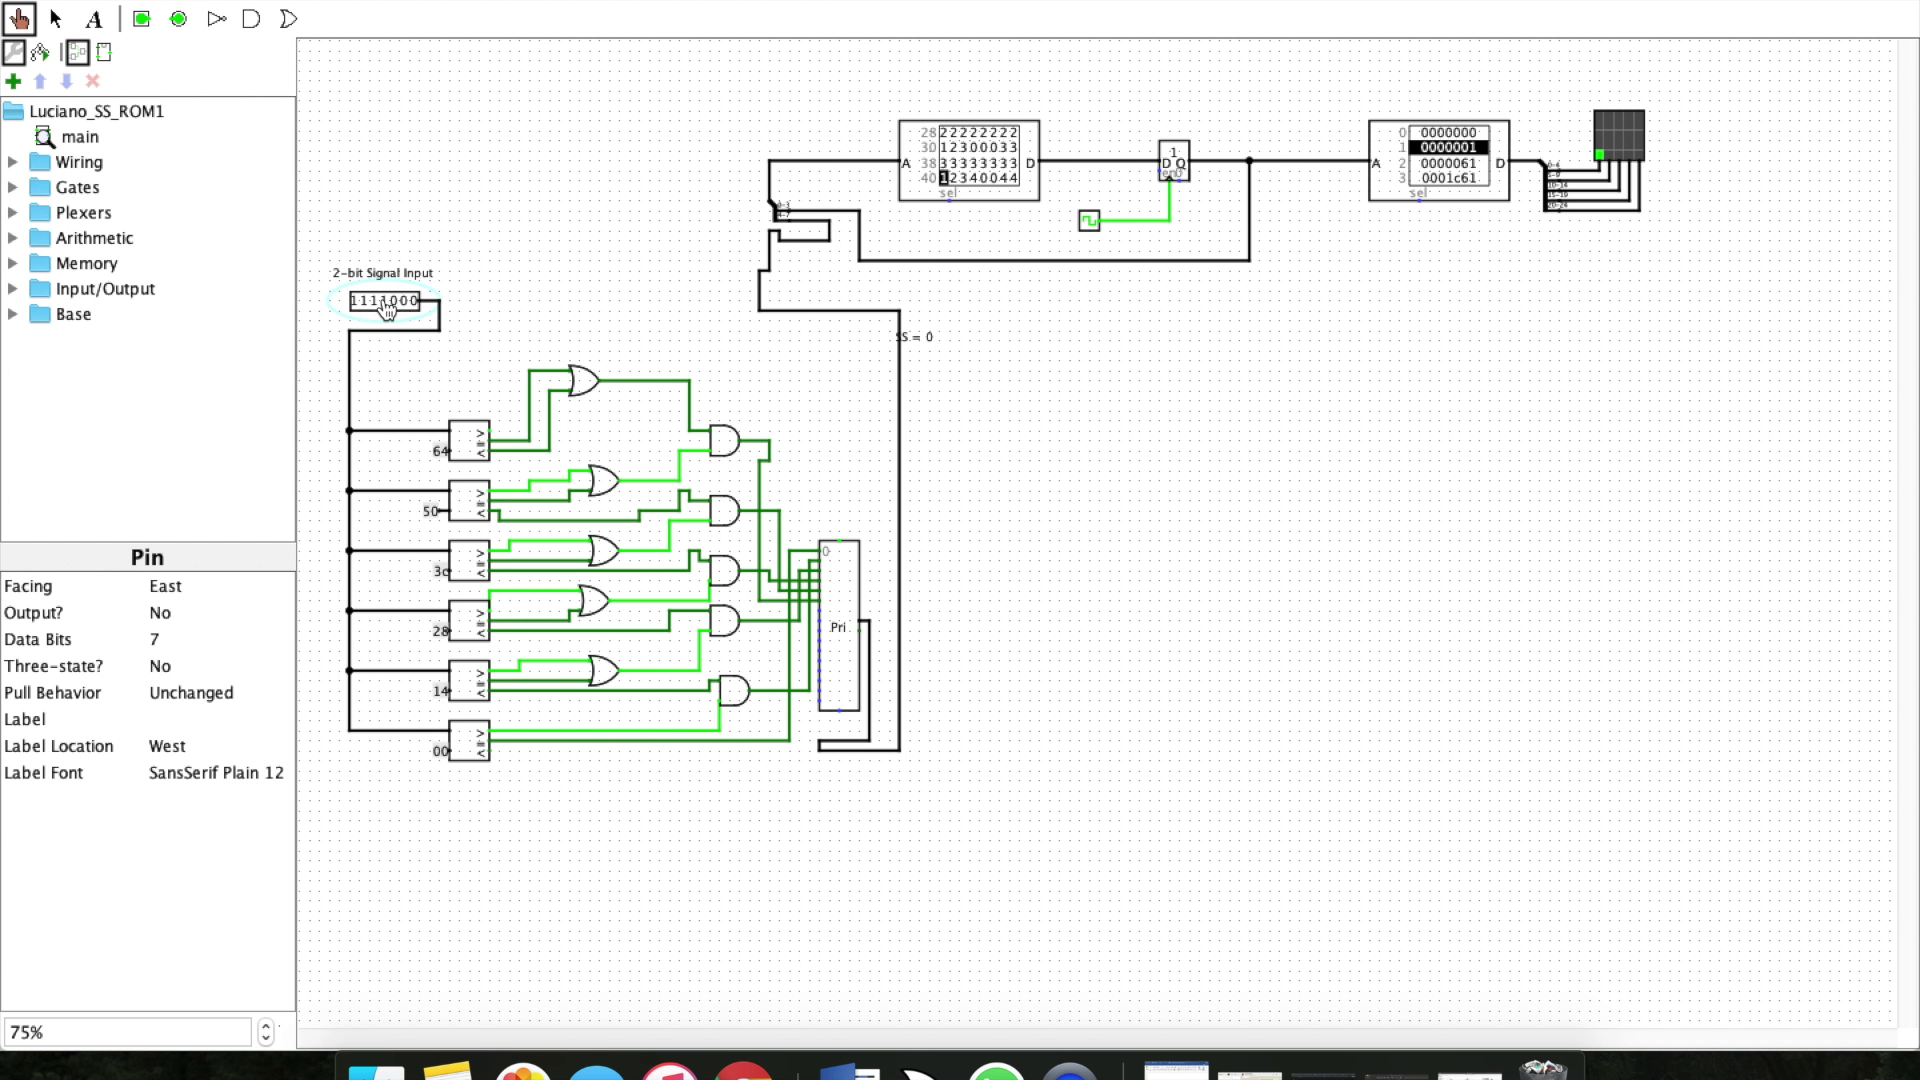 A
Luciano_SS_ROM1
main
Wiring
Gates
Plexers
Arithmetic
Memory
Input/Output
Base
Pin
Facing East
Output? No
Data Bits 7
Three-state? No
Pull Behavior Unchanged
Label
Label Location West
Label Font SansSerif Plain 12
75%
2-bit Signal Input
1111000
A
28 22222222
30 12300033
38 33333333
40 12340044
D
sel
1
D Q
en0
A
0 0000000
1 0000001
2 0000061
3 0001c61
D
sel
SS = 0
64
50
3c
28
14
00
> = <
> = <
> = <
> = <
> = <
> = <
0
Pri